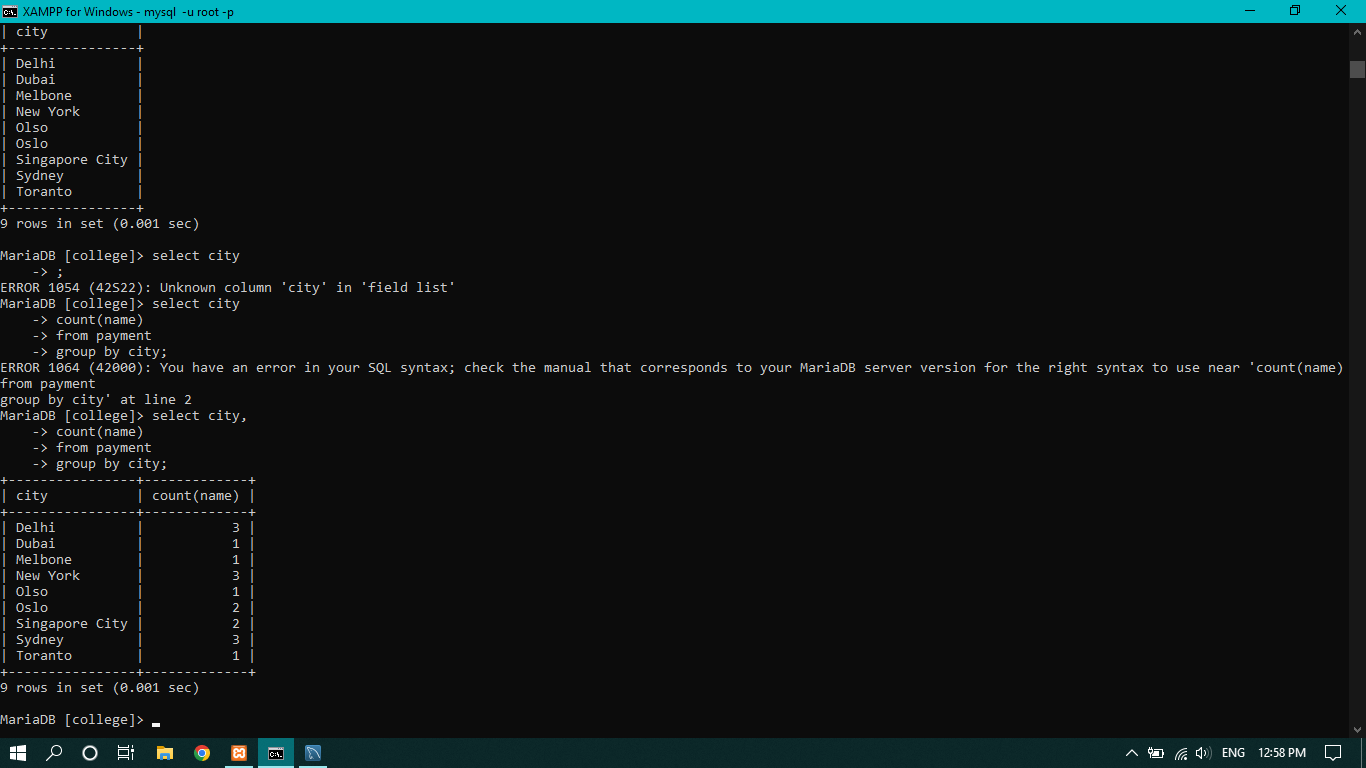 XAMPP for Windows - mysql -u root -p
| city           |
+----------------+
| Delhi          |
| Dubai          |
| Melbone        |
| New York       |
| Olso           |
| Oslo           |
| Singapore City |
| Sydney         |
| Toranto        |
+----------------+
9 rows in set (0.001 sec)
MariaDB [college]> select city
    -> ;
ERROR 1054 (42S22): Unknown column 'city' in 'field list'
MariaDB [college]> select city
    -> count(name)
    -> from payment
    -> group by city;
ERROR 1064 (42000): You have an error in your SQL syntax; check the manual that corresponds to your MariaDB server version for the right syntax to use near 'count(name)
from payment
group by city' at line 2
MariaDB [college]> select city,
    -> count(name)
    -> from payment
    -> group by city;
+----------------+-------------+
| city           | count(name) |
+----------------+-------------+
| Delhi          |           3 |
| Dubai          |           1 |
| Melbone        |           1 |
| New York       |           3 |
| Olso           |           1 |
| Oslo           |           2 |
| Singapore City |           2 |
| Sydney         |           3 |
| Toranto        |           1 |
+----------------+-------------+
9 rows in set (0.001 sec)
MariaDB [college]>
ENG 12:58 PM